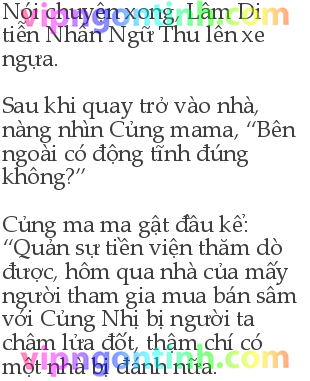 Nói chuyện xong, Lâm Di
tiễn Nhân Ngữ Thu lên xe
ngựa.
Sau khi quay trở vào nhà,
nàng nhìn Củng mama, “Bên
ngoài có động tĩnh đúng
không?”
Củng ma ma gật đầu kể:
“Quản sự tiền viện thăm dò
được, hôm qua nhà của mấy
người tham gia mua bán sâm
với Củng Nhị bị người ta
châm lửa đốt, thậm chí có
một nhà bị đánh nữa.
vipngontinh.com
vipngontinh.com